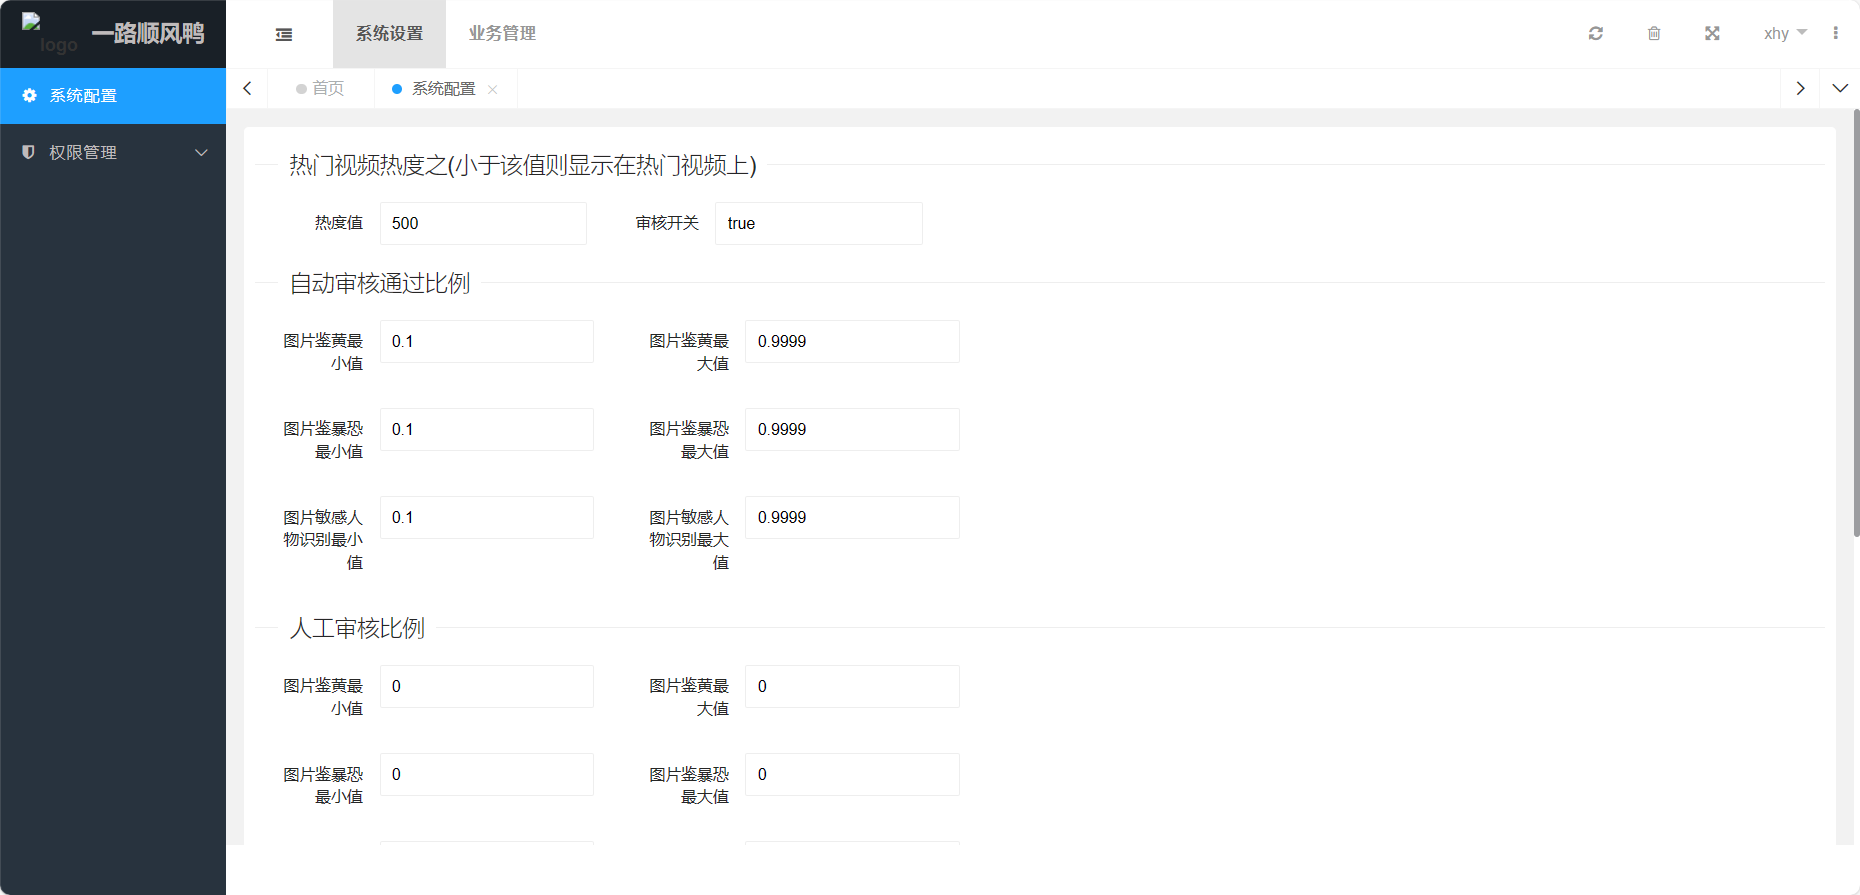 logo 一路顺风鸭
系统设置
业务管理
xhy
系统配置
权限管理
首页
系统配置
热门视频热度之(小于该值则显示在热门视频上)
热度值
500
审核开关
true
自动审核通过比例
图片鉴黄最
小值
0.1
图片鉴黄最
大值
0.9999
图片鉴暴恐
最小值
0.1
图片鉴暴恐
最大值
0.9999
图片敏感人
物识别最小
值
0.1
图片敏感人
物识别最大
值
0.9999
人工审核比例
图片鉴黄最
小值
0
图片鉴黄最
大值
0
图片鉴暴恐
最小值
0
图片鉴暴恐
最大值
0